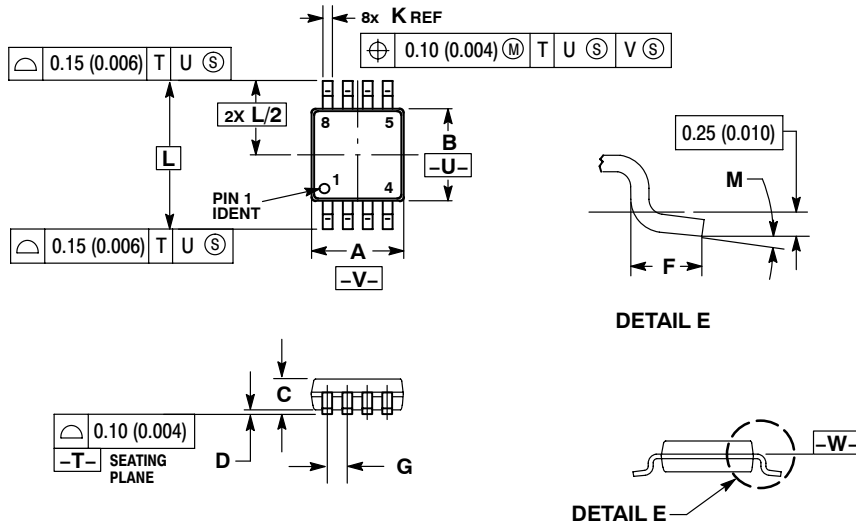 8x K REF
⌖ 0.10 (0.004) Ⓜ T U Ⓢ V Ⓢ
⌓ 0.15 (0.006) T U Ⓢ
2X L/2
8 5
B
-U-
0.25 (0.010)
L
M
PIN 1
IDENT
1
4
⌓ 0.15 (0.006) T U Ⓢ
A
-V-
F
DETAIL E
C
⌓ 0.10 (0.004)
-T- SEATING
PLANE
D
G
-W-
DETAIL E